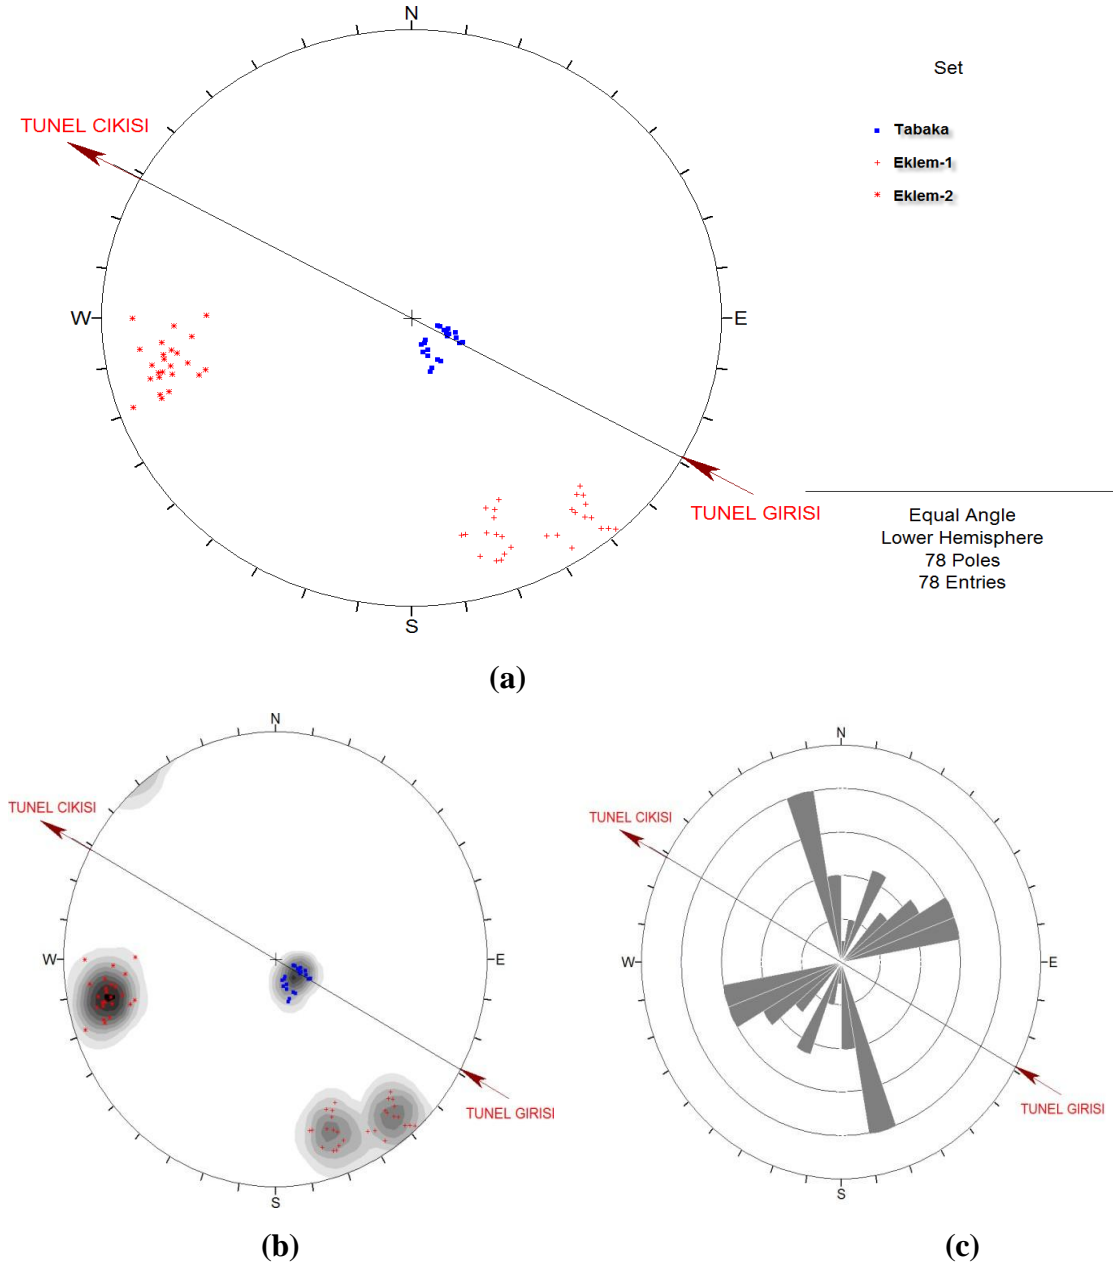 N
Set
TUNEL CIKISI
Tabaka
Eklem-1
Eklem-2
W
E
TUNEL GIRISI
Equal Angle
Lower Hemisphere
78 Poles
78 Entries
S
(a)
N
TUNEL CIKISI
W
E
TUNEL GIRISI
S
(b)
N
TUNEL CIKISI
W
E
TUNEL GIRISI
S
(c)